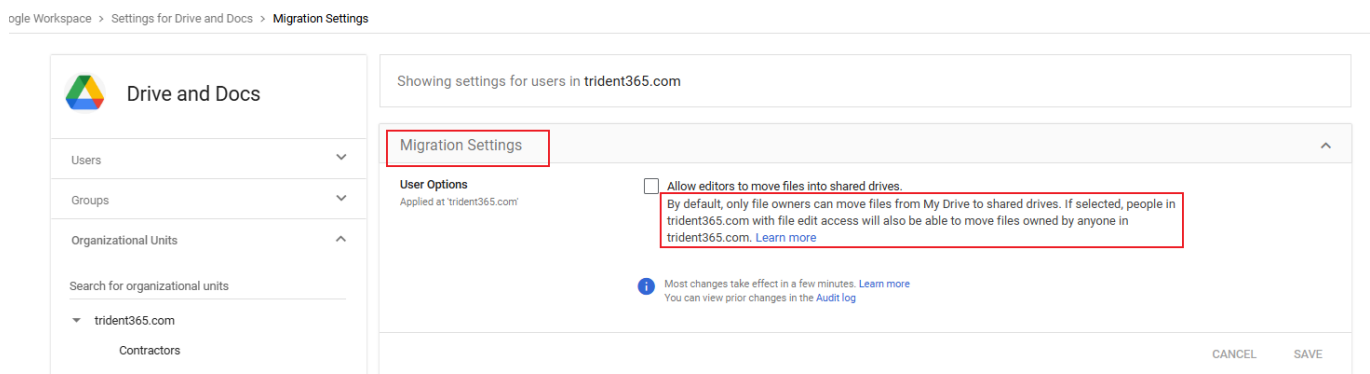 Workspace > Settings for Drive and Docs > Migration Settings
Drive and Docs
Users
Groups
Organizational Units
Search for organizational units
trident365.com
Contractors
Showing settings for users in trident365.com
Migration Settings
User Options
Applied at 'trident365.com'
Allow editors to move files into shared drives.
By default, only file owners can move files from My Drive to shared drives. If selected, people in
trident365.com with file edit access will also be able to move files owned by anyone in
trident365.com. Learn more
Most changes take effect in a few minutes. Learn more
You can view prior changes in the Audit log
CANCEL SAVE